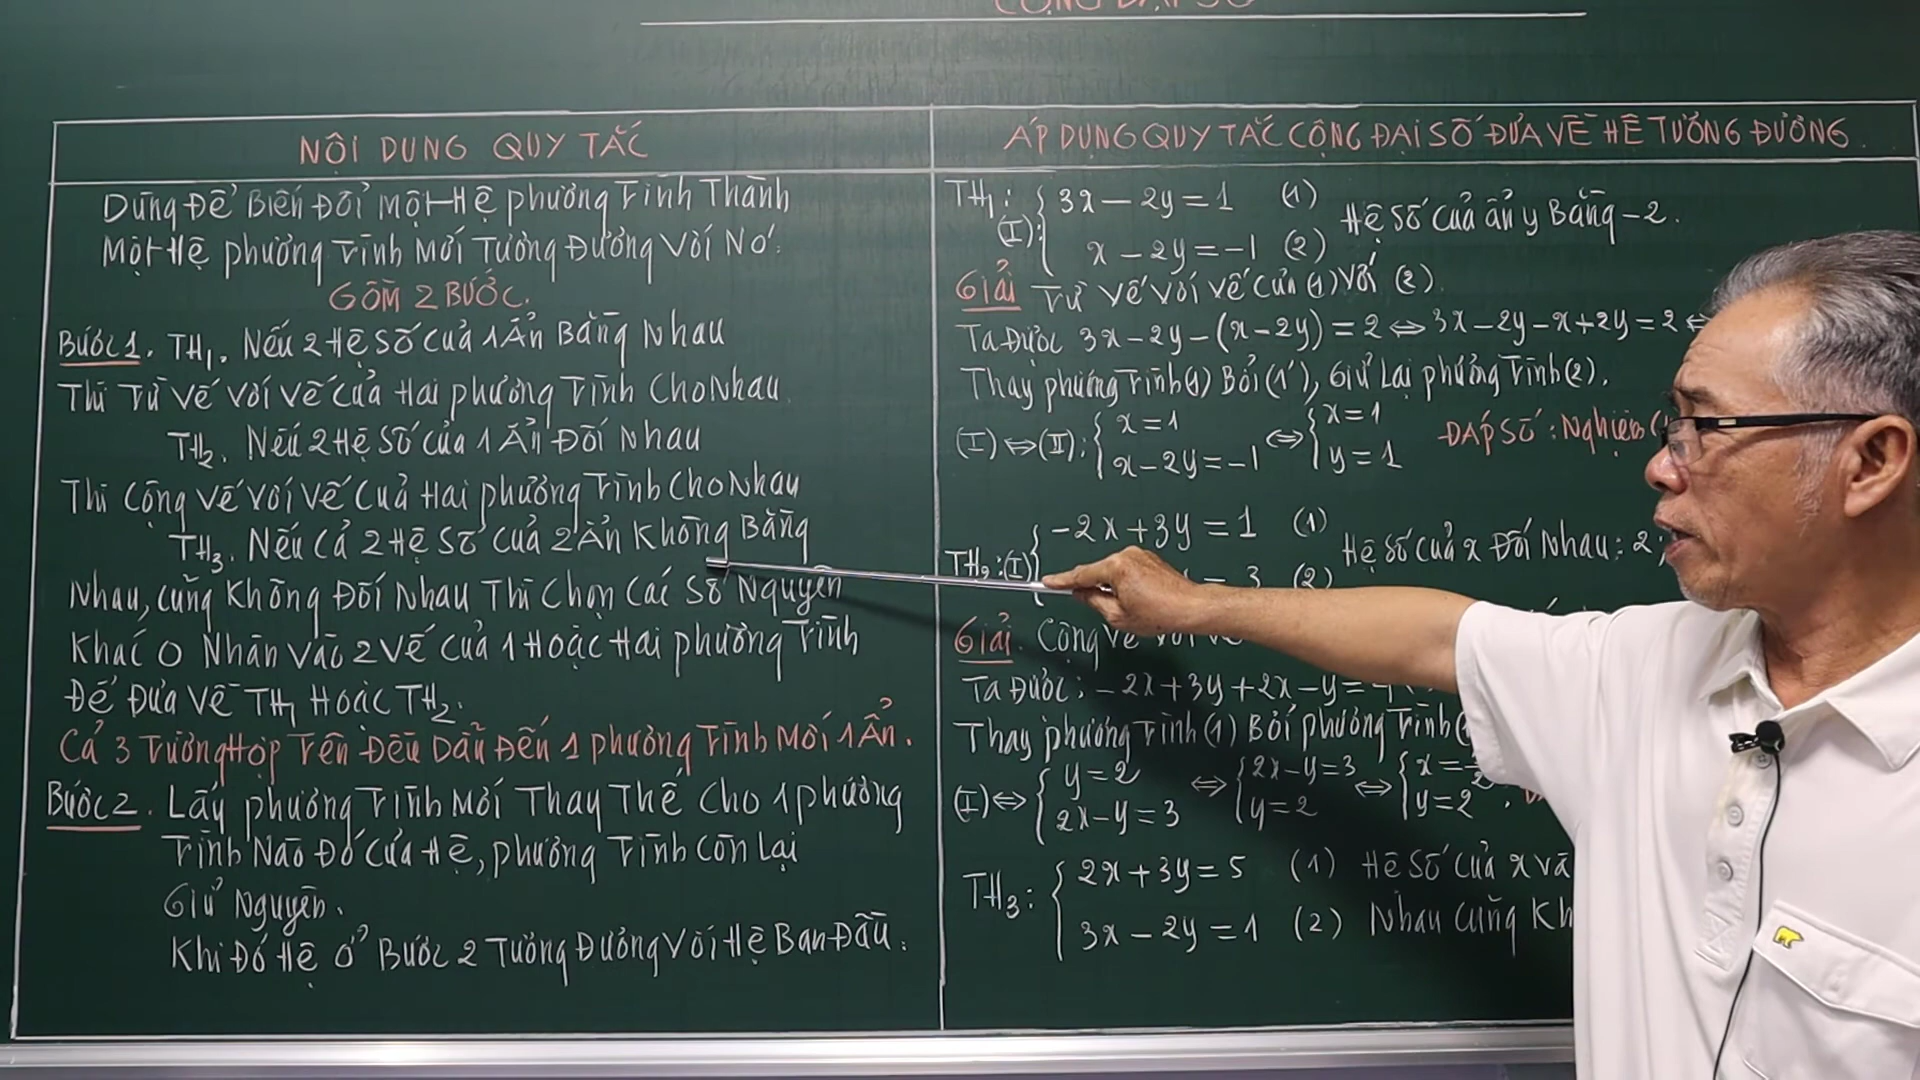 CỘNG ĐẠI SỐ
NỘI DUNG QUY TẮC
Dùng Để Biến Đổi Một Hệ phương Trình Thành
Một Hệ phương Trình Mới Tương Đương Với Nó:
GỒM 2 BƯỚC.
Bước 1. TH₁. Nếu 2 Hệ Số Của 1 Ẩn Bằng Nhau
Thì Trừ Vế Với Vế Của Hai phương Trình Cho Nhau
TH₂. Nếu 2 Hệ Số Của 1 Ẩn Đối Nhau
Thì Cộng Vế Với Vế Của Hai phương Trình Cho Nhau
TH₃. Nếu Cả 2 Hệ Số Của 2 Ẩn Không Bằng
Nhau, cũng Không Đối Nhau Thì Chọn Các Số Nguyên
Khác 0 Nhân Vào 2 Vế Của 1 Hoặc Hai phương Trình
Để Đưa Về TH₁ Hoặc TH₂.
Cả 3 Trường Hợp Trên Đều Dẫn Đến 1 phương Trình Mới 1 Ẩn.
Bước 2. Lấy phương Trình Mới Thay Thế Cho 1 phương
Trình Nào Đó Của Hệ, phương Trình Còn Lại
Giữ Nguyên.
Khi Đó Hệ Ở Bước 2 Tương Đương Với Hệ Ban Đầu.
ÁP DỤNG QUY TẮC CỘNG ĐẠI SỐ ĐƯA VỀ HỆ TƯƠNG ĐƯƠNG.
TH₁: 3x − 2y = 1 (1) Hệ Số Của ẩn y Bằng −2.
(I): x − 2y = −1 (2)
Giải Trừ Vế Với Vế Của (1) Với (2).
Ta Được 3x−2y−(x−2y) = 2 ⇔ 3x−2y−x+2y = 2 ⇔
Thay phương Trình (1) Bởi (1'), Giữ Lại phương Trình (2).
(I) ⇔ (II): { x = 1 ⇔ { x = 1
x−2y = −1 y = 1 ĐÁP SỐ: Nghiệm (
TH₂: (I) { −2x + 3y = 1 (1) Hệ Số Của x Đối Nhau: 2;
= 3 (2)
Giải. Cộng Vế Với Vế
Ta Được: −2x+3y+2x−y =
Thay phương Trình (1) Bởi phương Trình (
(I) ⇔ { y = 2 ⇔ { 2x−y = 3 ⇔ { x =
2x−y = 3 y = 2 y = 2.
TH₃: { 2x + 3y = 5 (1) Hệ Số Của x và
3x − 2y = 1 (2) Nhau Cũng Kh